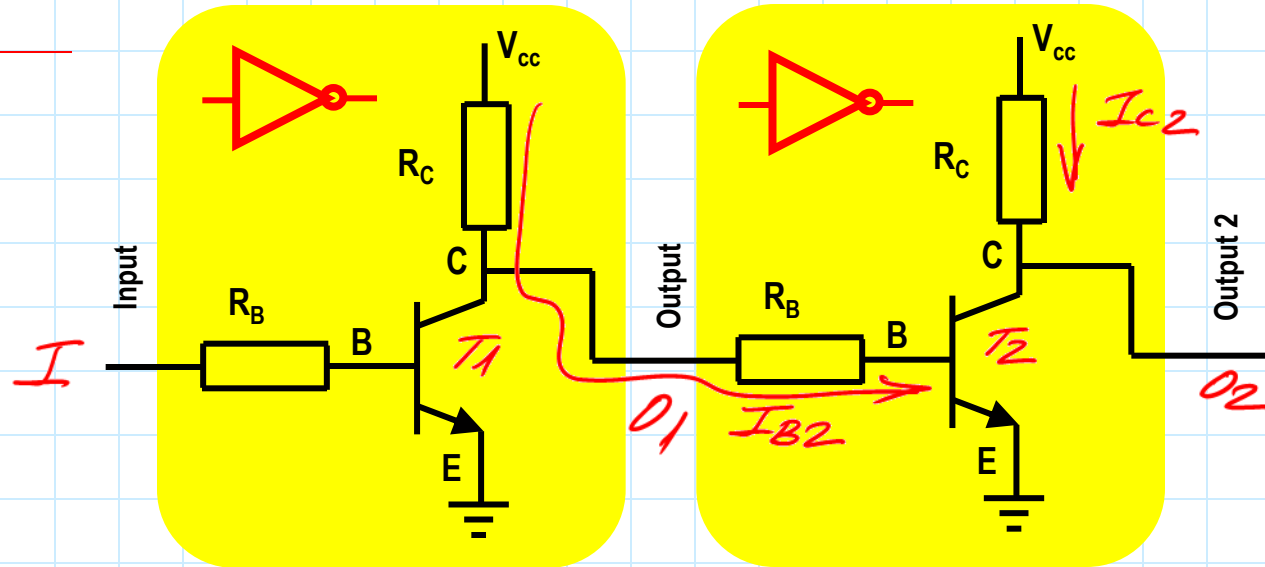 Vcc
RC
C
Input
RB
B
I
T1
E
Output
O1
Vcc
IC2
RC
C
RB
B
T2
IB2
E
Output 2
O2